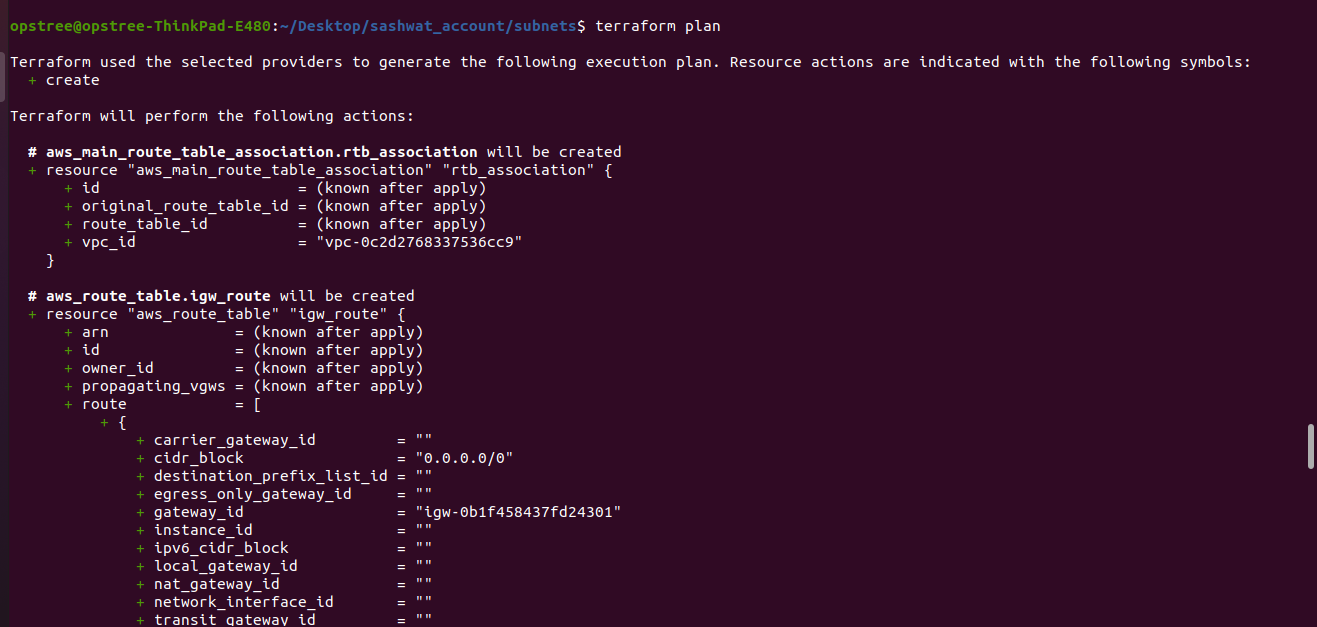 opstree@opstree-ThinkPad-E480:~/Desktop/sashwat_account/subnets$ terraform plan
Terraform used the selected providers to generate the following execution plan. Resource actions are indicated with the following symbols:
  + create
Terraform will perform the following actions:
  # aws_main_route_table_association.rtb_association will be created
  + resource "aws_main_route_table_association" "rtb_association" {
      + id                      = (known after apply)
      + original_route_table_id = (known after apply)
      + route_table_id          = (known after apply)
      + vpc_id                  = "vpc-0c2d2768337536cc9"
    }
  # aws_route_table.igw_route will be created
  + resource "aws_route_table" "igw_route" {
      + arn              = (known after apply)
      + id               = (known after apply)
      + owner_id         = (known after apply)
      + propagating_vgws = (known after apply)
      + route            = [
          + {
              + carrier_gateway_id         = ""
              + cidr_block                 = "0.0.0.0/0"
              + destination_prefix_list_id = ""
              + egress_only_gateway_id     = ""
              + gateway_id                 = "igw-0b1f458437fd24301"
              + instance_id                = ""
              + ipv6_cidr_block            = ""
              + local_gateway_id           = ""
              + nat_gateway_id             = ""
              + network_interface_id       = ""
              + transit_gateway_id         = ""